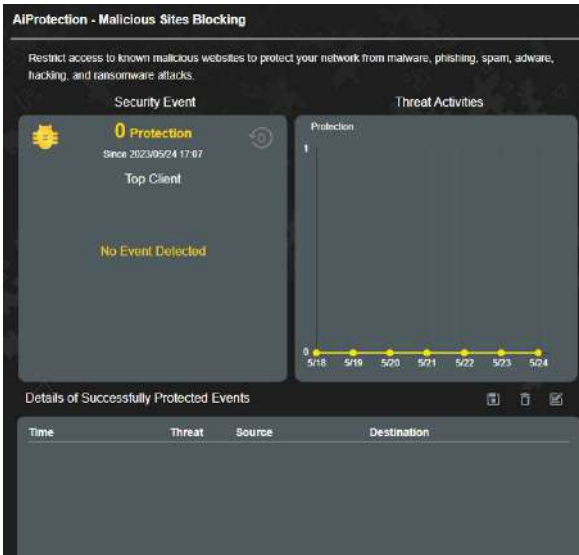 AiProtection - Malicious Sites Blocking
Restrict access to known malicious websites to protect your network from malware, phishing, spam, adware,
hacking, and ransomware attacks.
Security Event
0 Protection
Since 2023/05/24 17:07
Top Client
No Event Detected
Threat Activities
Protection
1
0
5/18 5/19 5/20 5/21 5/22 5/23 5/24
Details of Successfully Protected Events
Time Threat Source Destination